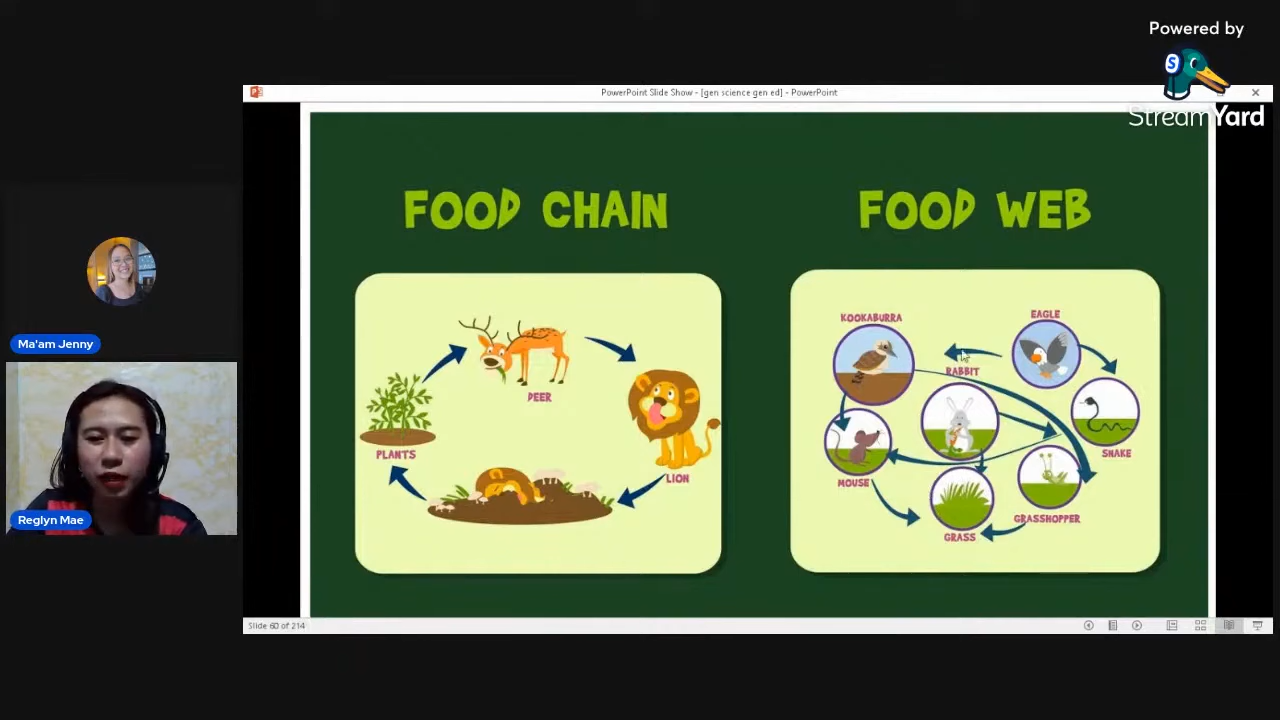 Powered by
S
StreamYard
PowerPoint Slide Show - [gen science gen ed] - PowerPoint
FOOD CHAIN
FOOD WEB
DEER
PLANTS
LION
KOOKABURRA
EAGLE
RABBIT
SNAKE
MOUSE
GRASSHOPPER
GRASS
Ma'am Jenny
Reglyn Mae
Slide 60 of 214